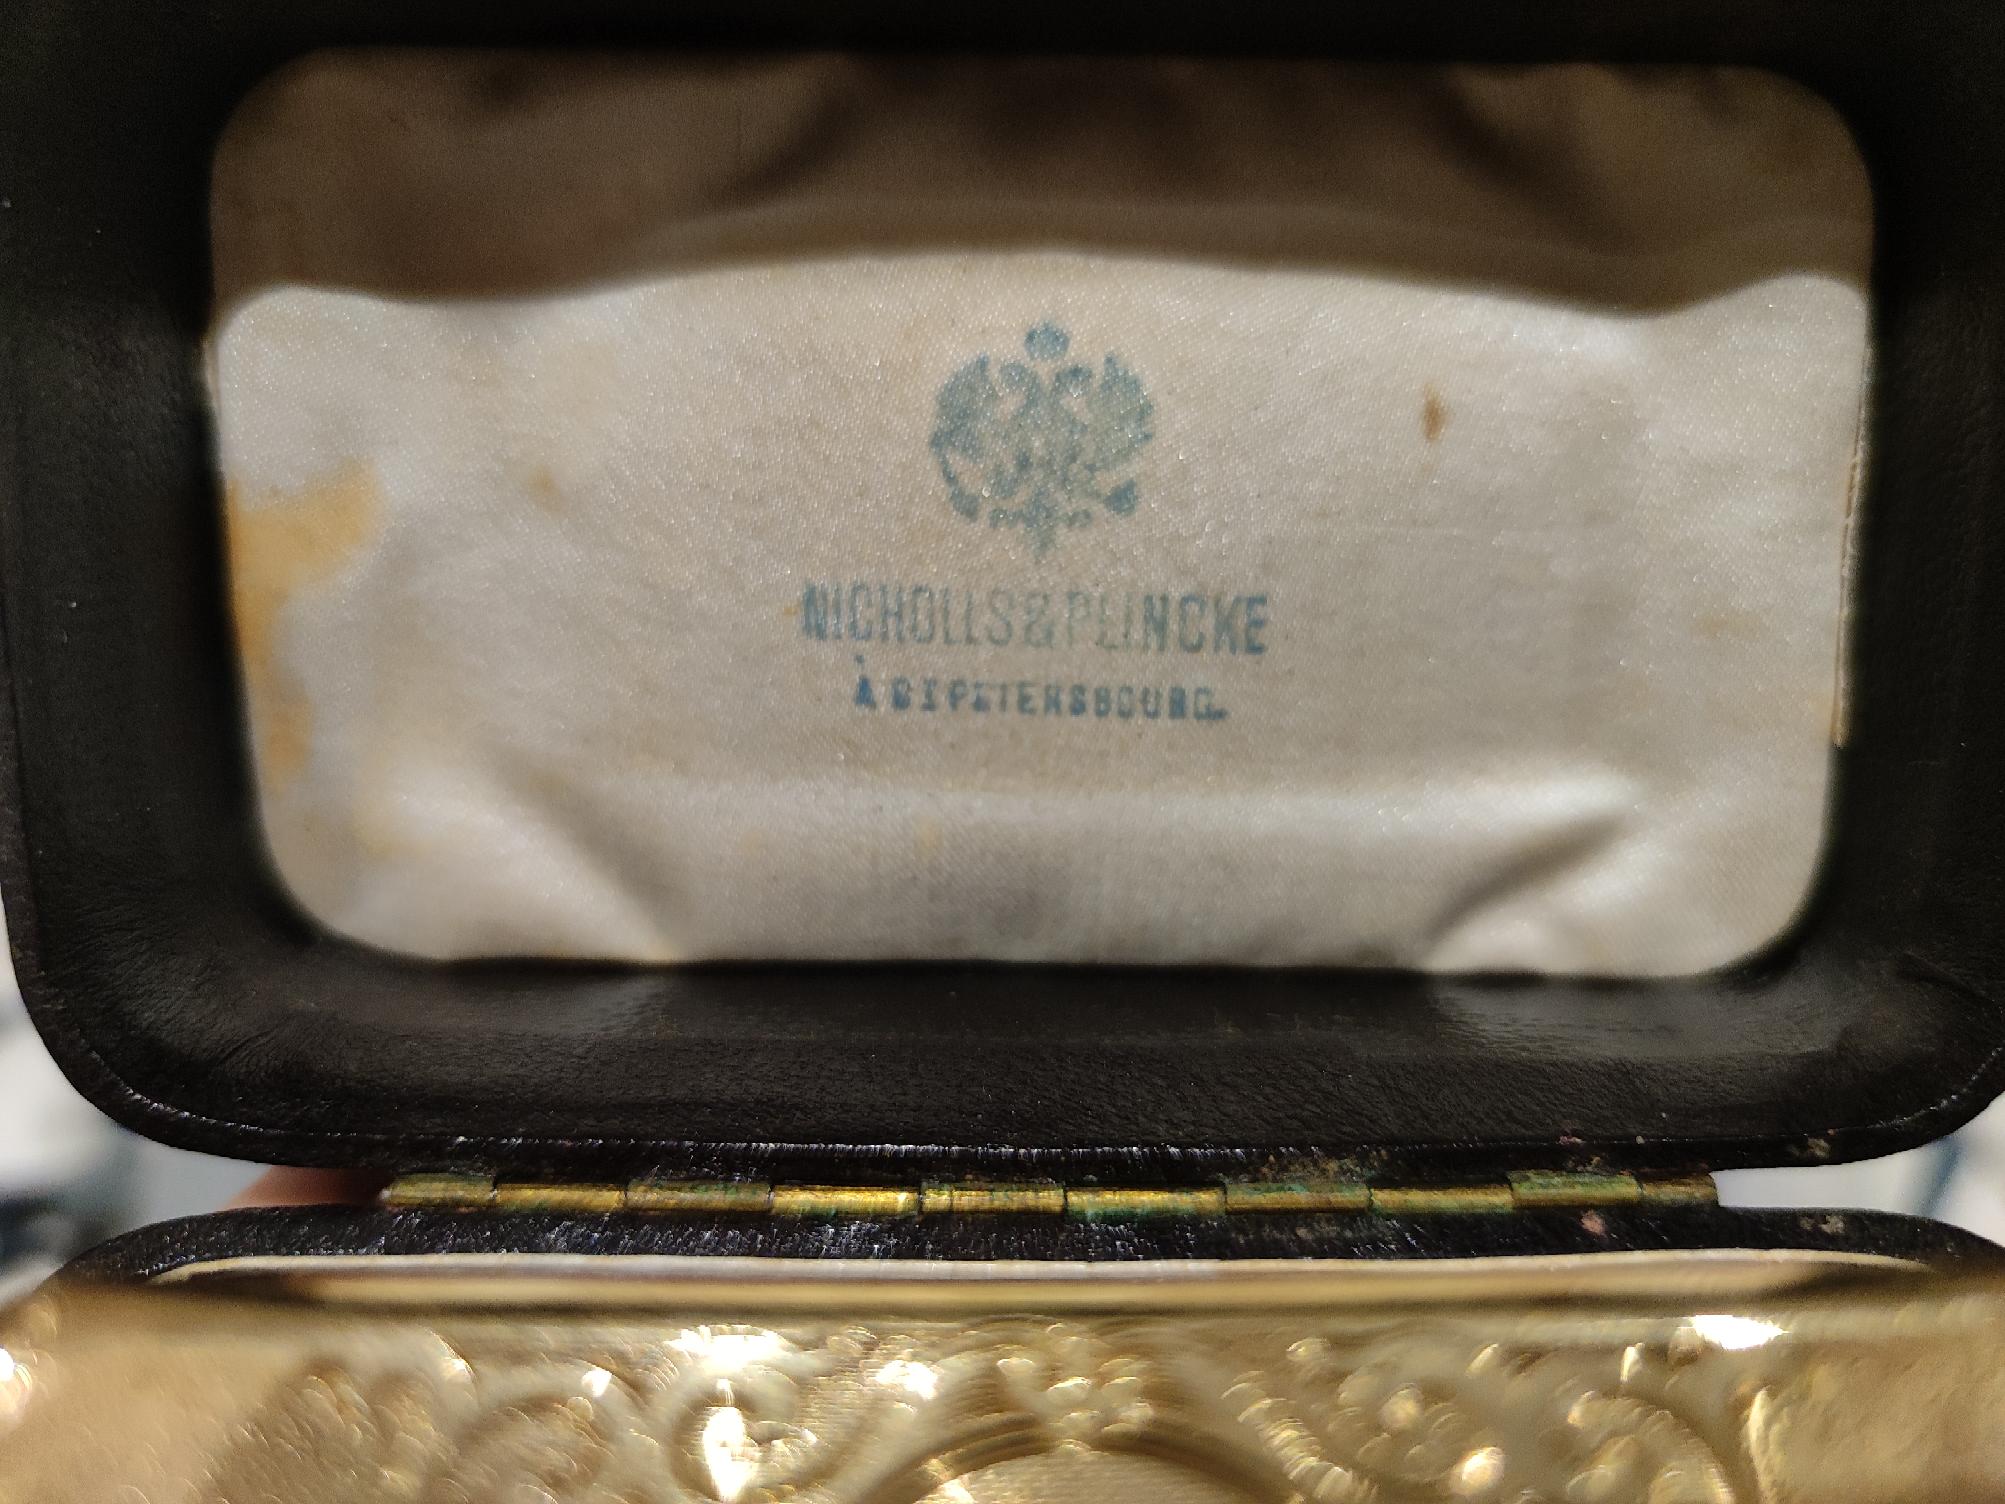 NICHOLLS & PLINCKE
À ST PETERSBOURG.